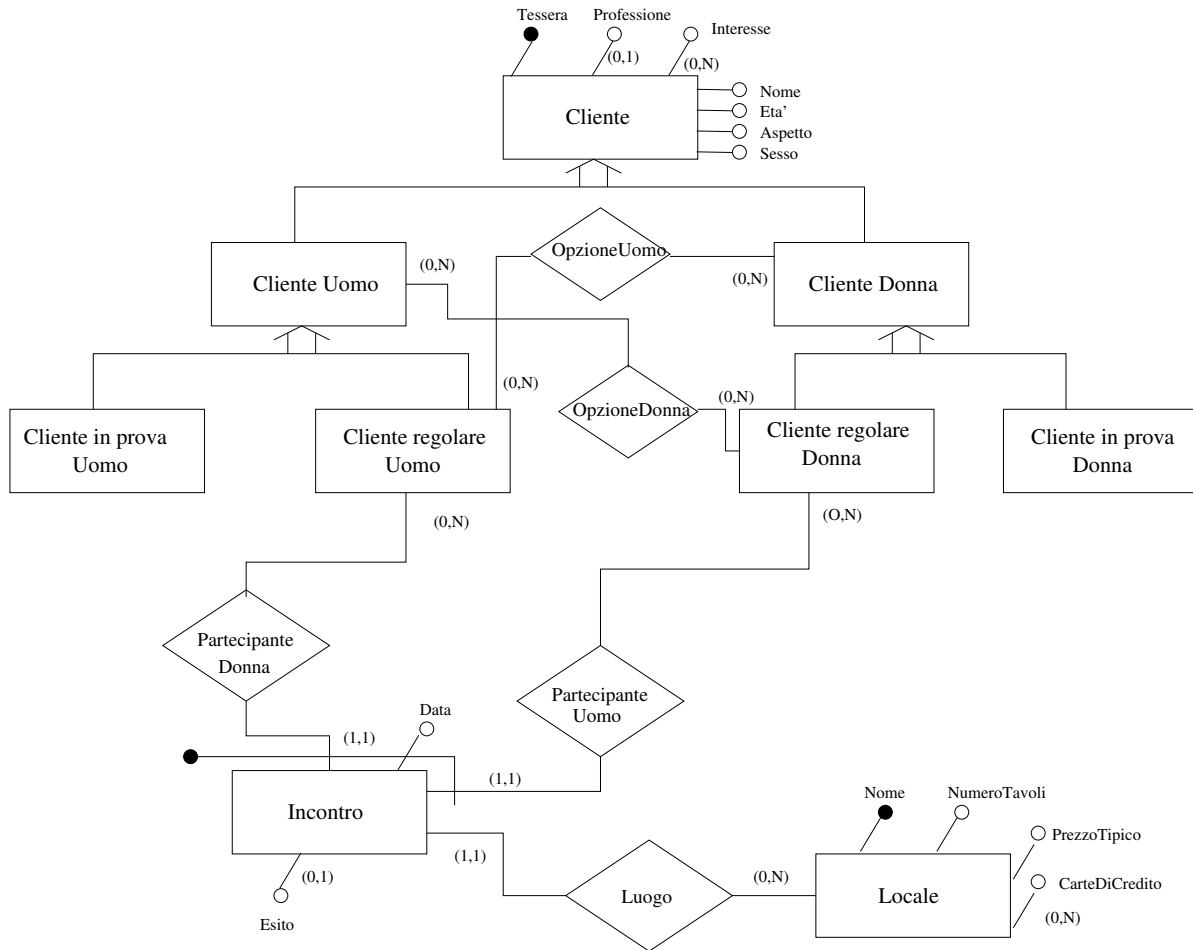 Tessera
Professione
Interesse
(0,1)
(0,N)
Nome
Cliente
Eta'
Aspetto
Sesso
OpzioneUomo
(0,N)
(0,N)
Cliente Uomo
Cliente Donna
(0,N)
(0,N)
OpzioneDonna
Cliente in prova
Uomo
Cliente regolare
Uomo
Cliente regolare
Donna
Cliente in prova
Donna
(0,N)
(O,N)
Partecipante
Donna
Partecipante
Uomo
Data
(1,1)
(1,1)
Incontro
(1,1)
(0,1)
Esito
Luogo
(0,N)
Nome
NumeroTavoli
PrezzoTipico
CarteDiCredito
(0,N)
Locale